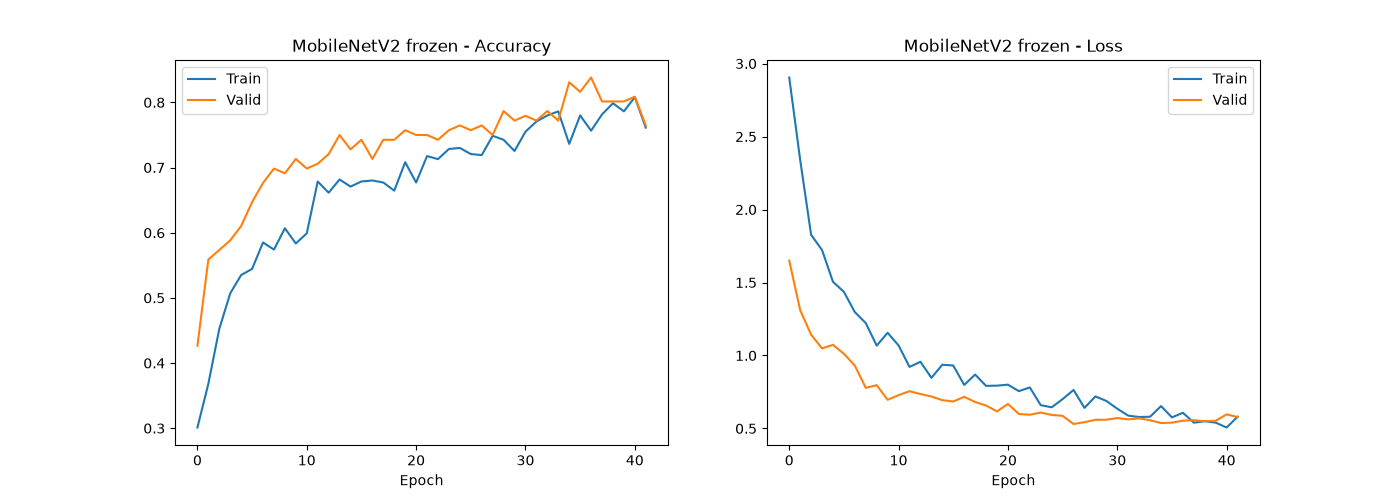 MobileNetV2 frozen - Accuracy
Train
Valid
0.8
0.7
0.6
0.5
0.4
0.3
0 10 20 30 40
Epoch
MobileNetV2 frozen - Loss
Train
Valid
3.0
2.5
2.0
1.5
1.0
0.5
0 10 20 30 40
Epoch